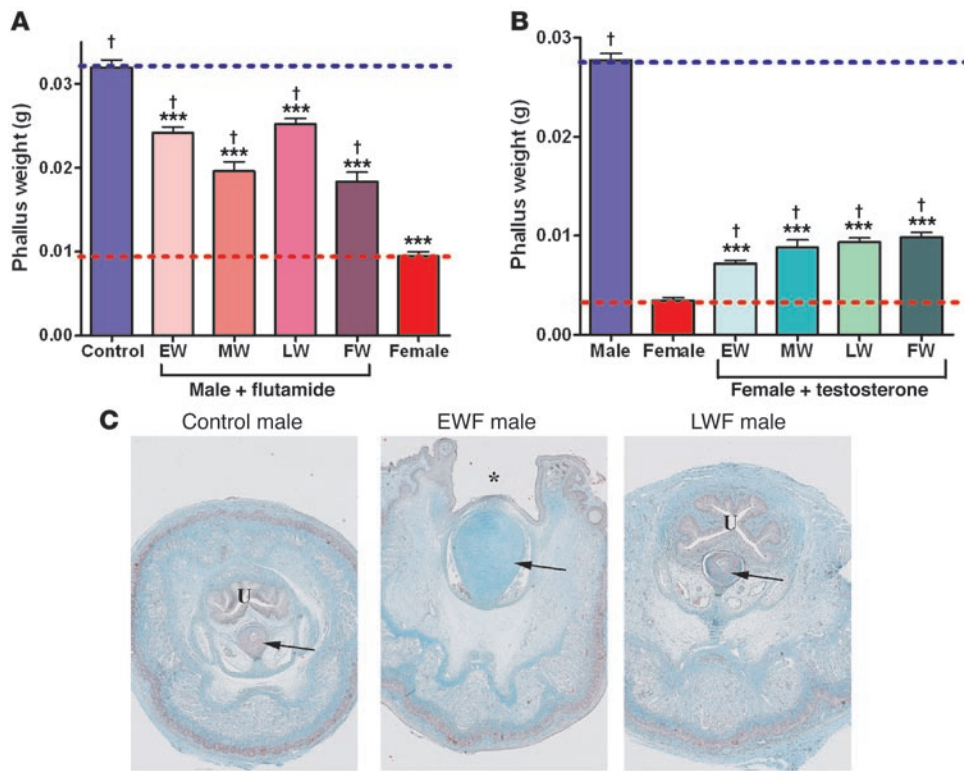 A
†
0.03
†
***
†
***
†
***
†
***
***
0.02
0.01
0.00
Phallus weight (g)
Control EW MW LW FW Female
Male + flutamide
B
0.03
†
0.02
0.01
†
***
†
***
†
***
†
***
0.00
Phallus weight (g)
Male Female EW MW LW FW
Female + testosterone
C
Control male EWF male LWF male
U
*
U